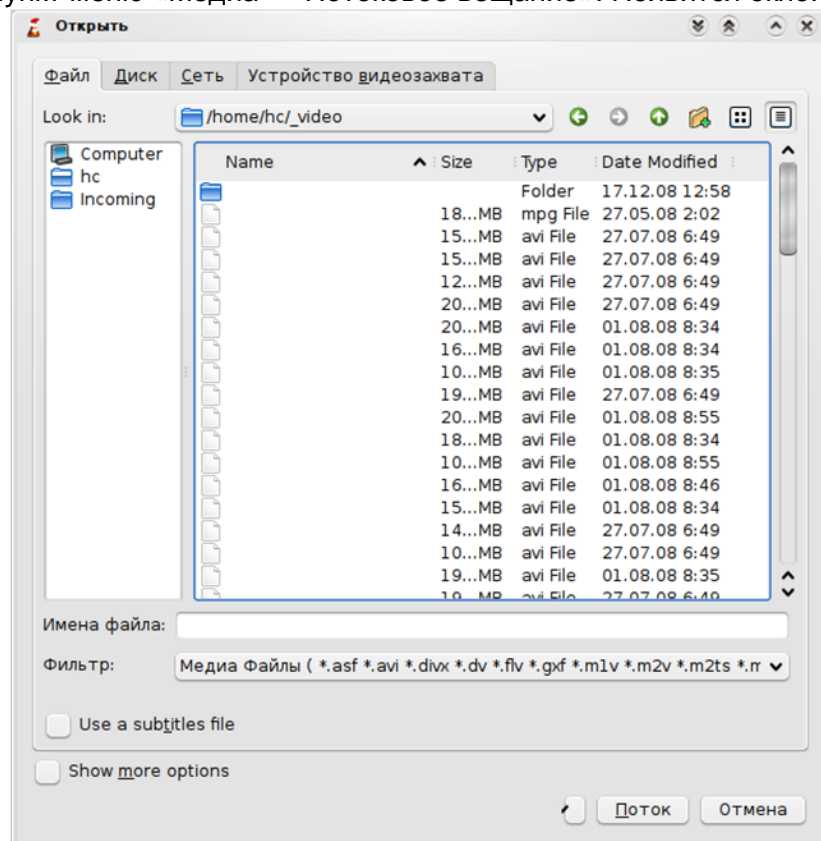 Открыть
Файл Диск Сеть Устройство видеозахвата
Look in: /home/hc/_video
Computer
hc
Incoming
Name Size Type Date Modified
Folder 17.12.08 12:58
18...MB mpg File 27.05.08 2:02
15...MB avi File 27.07.08 6:49
15...MB avi File 27.07.08 6:49
12...MB avi File 27.07.08 6:49
20...MB avi File 27.07.08 6:49
20...MB avi File 01.08.08 8:34
16...MB avi File 01.08.08 8:34
10...MB avi File 01.08.08 8:35
19...MB avi File 27.07.08 6:49
20...MB avi File 01.08.08 8:55
18...MB avi File 01.08.08 8:34
10...MB avi File 01.08.08 8:55
16...MB avi File 01.08.08 8:46
15...MB avi File 01.08.08 8:34
14...MB avi File 27.07.08 6:49
10...MB avi File 27.07.08 6:49
19...MB avi File 01.08.08 8:35
19...MB avi File 27.07.08 6:49
Имена файла:
Фильтр: Медиа Файлы ( *.asf *.avi *.divx *.dv *.flv *.gxf *.m1v *.m2v *.m2ts
Use a subtitles file
Show more options
Поток Отмена